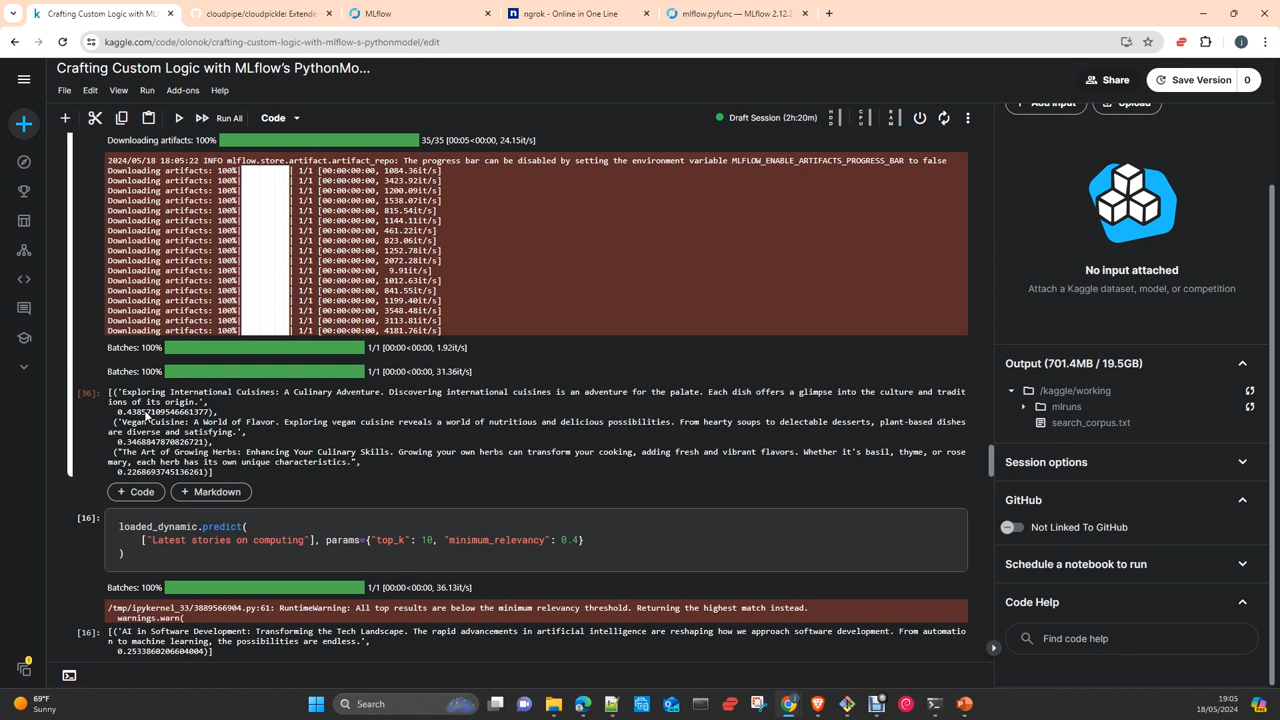 Crafting Custom Logic with ML
cloudpipe/cloudpickle: Extende
MLflow
ngrok - Online in One Line
mlflow.pyfunc — MLflow 2.12.2
kaggle.com/code/olonok/crafting-custom-logic-with-mlflow-s-pythonmodel/edit
Crafting Custom Logic with MLflow's PythonMo...
Share
Save Version
0
File Edit View Run Add-ons Help
Run All
Code
Draft Session (2h:20m)
HDD
CPU
RAM
Add Input
Upload
Downloading artifacts: 100% 35/35 [00:05<00:00, 24.15it/s]
2024/05/18 18:05:22 INFO mlflow.store.artifact.artifact_repo: The progress bar can be disabled by setting the environment variable MLFLOW_ENABLE_ARTIFACTS_PROGRESS_BAR to false
Downloading artifacts: 100%| | 1/1 [00:00<00:00, 1084.36it/s]
Downloading artifacts: 100%| | 1/1 [00:00<00:00, 3423.92it/s]
Downloading artifacts: 100%| | 1/1 [00:00<00:00, 1200.09it/s]
Downloading artifacts: 100%| | 1/1 [00:00<00:00, 1538.07it/s]
Downloading artifacts: 100%| | 1/1 [00:00<00:00, 815.54it/s]
Downloading artifacts: 100%| | 1/1 [00:00<00:00, 1144.11it/s]
Downloading artifacts: 100%| | 1/1 [00:00<00:00, 461.22it/s]
Downloading artifacts: 100%| | 1/1 [00:00<00:00, 823.06it/s]
Downloading artifacts: 100%| | 1/1 [00:00<00:00, 1252.78it/s]
Downloading artifacts: 100%| | 1/1 [00:00<00:00, 2072.28it/s]
Downloading artifacts: 100%| | 1/1 [00:00<00:00, 9.91it/s]
Downloading artifacts: 100%| | 1/1 [00:00<00:00, 1012.63it/s]
Downloading artifacts: 100%| | 1/1 [00:00<00:00, 841.55it/s]
Downloading artifacts: 100%| | 1/1 [00:00<00:00, 1199.40it/s]
Downloading artifacts: 100%| | 1/1 [00:00<00:00, 3548.48it/s]
Downloading artifacts: 100%| | 1/1 [00:00<00:00, 3113.81it/s]
Downloading artifacts: 100%| | 1/1 [00:00<00:00, 4181.76it/s]
Batches: 100% 1/1 [00:00<00:00, 1.92it/s]
Batches: 100% 1/1 [00:00<00:00, 31.36it/s]
[36]: [('Exploring International Cuisines: A Culinary Adventure. Discovering international cuisines is an adventure for the palate. Each dish offers a glimpse into the culture and tradit
ions of its origin.',
0.43857109546661377),
('Vegan Cuisine: A World of Flavor. Exploring vegan cuisine reveals a world of nutritious and delicious possibilities. From hearty soups to delectable desserts, plant-based dishes
are diverse and satisfying.',
0.3468847870826721),
("The Art of Growing Herbs: Enhancing Your Culinary Skills. Growing your own herbs can transform your cooking, adding fresh and vibrant flavors. Whether it's basil, thyme, or rose
mary, each herb has its own unique characteristics.",
0.2268693745136261)]
+ Code
+ Markdown
[16]:
loaded_dynamic.predict(
["Latest stories on computing"], params={"top_k": 10, "minimum_relevancy": 0.4}
)
Batches: 100% 1/1 [00:00<00:00, 36.13it/s]
/tmp/ipykernel_33/3889566904.py:61: RuntimeWarning: All top results are below the minimum relevancy threshold. Returning the highest match instead.
warnings.warn(
[16]: [('AI in Software Development: Transforming the Tech Landscape. The rapid advancements in artificial intelligence are reshaping how we approach software development. From automatio
n to machine learning, the possibilities are endless.',
0.2533860206604004)]
No input attached
Attach a Kaggle dataset, model, or competition
Output (701.4MB / 19.5GB)
/kaggle/working
mlruns
search_corpus.txt
Session options
GitHub
Not Linked To GitHub
Schedule a notebook to run
Code Help
Find code help
1
69°F
Sunny
Search
19:05
18/05/2024